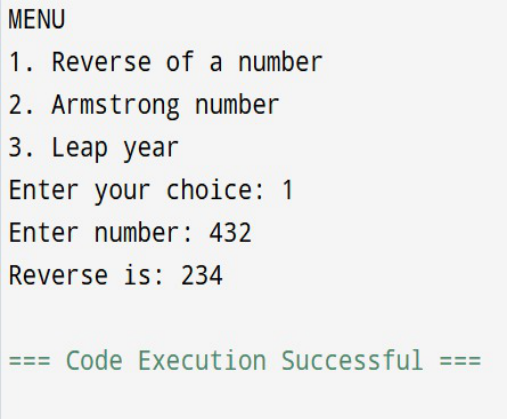 MENU
1. Reverse of a number
2. Armstrong number
3. Leap year
Enter your choice: 1
Enter number: 432
Reverse is: 234
=== Code Execution Successful ===